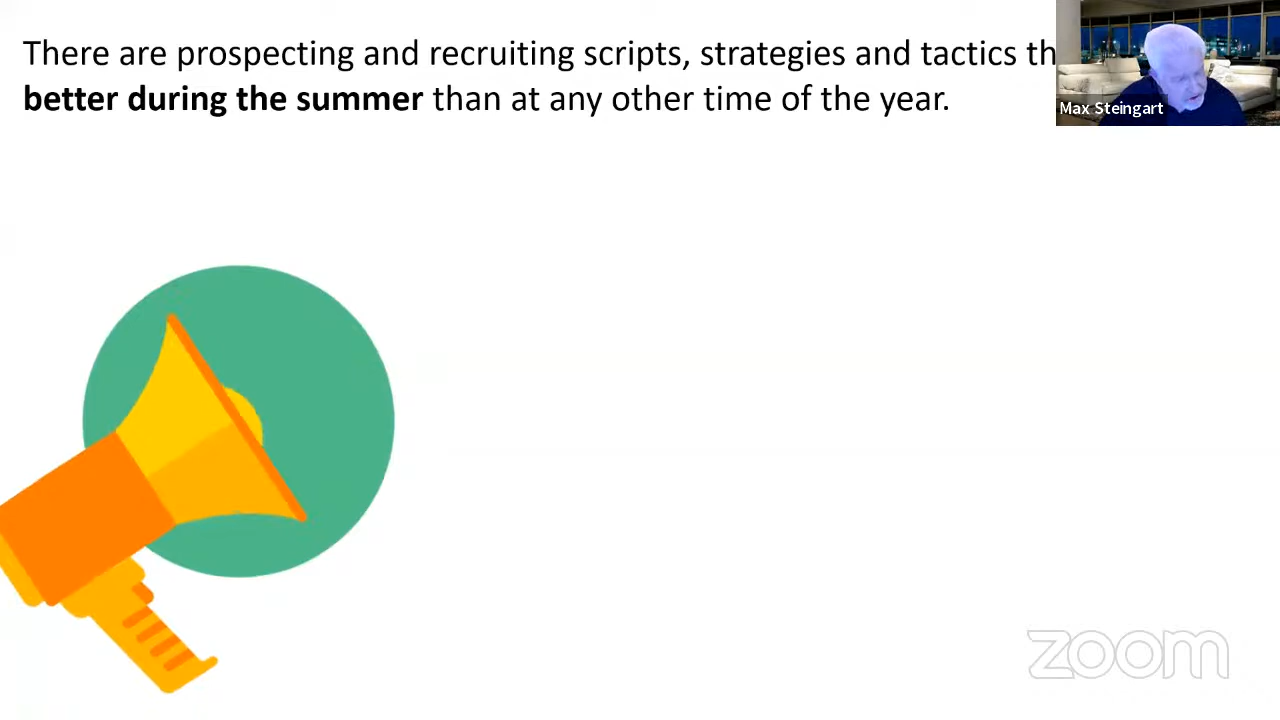 There are prospecting and recruiting scripts, strategies and tactics
better during the summer than at any other time of the year.
Max Steingart
zoom